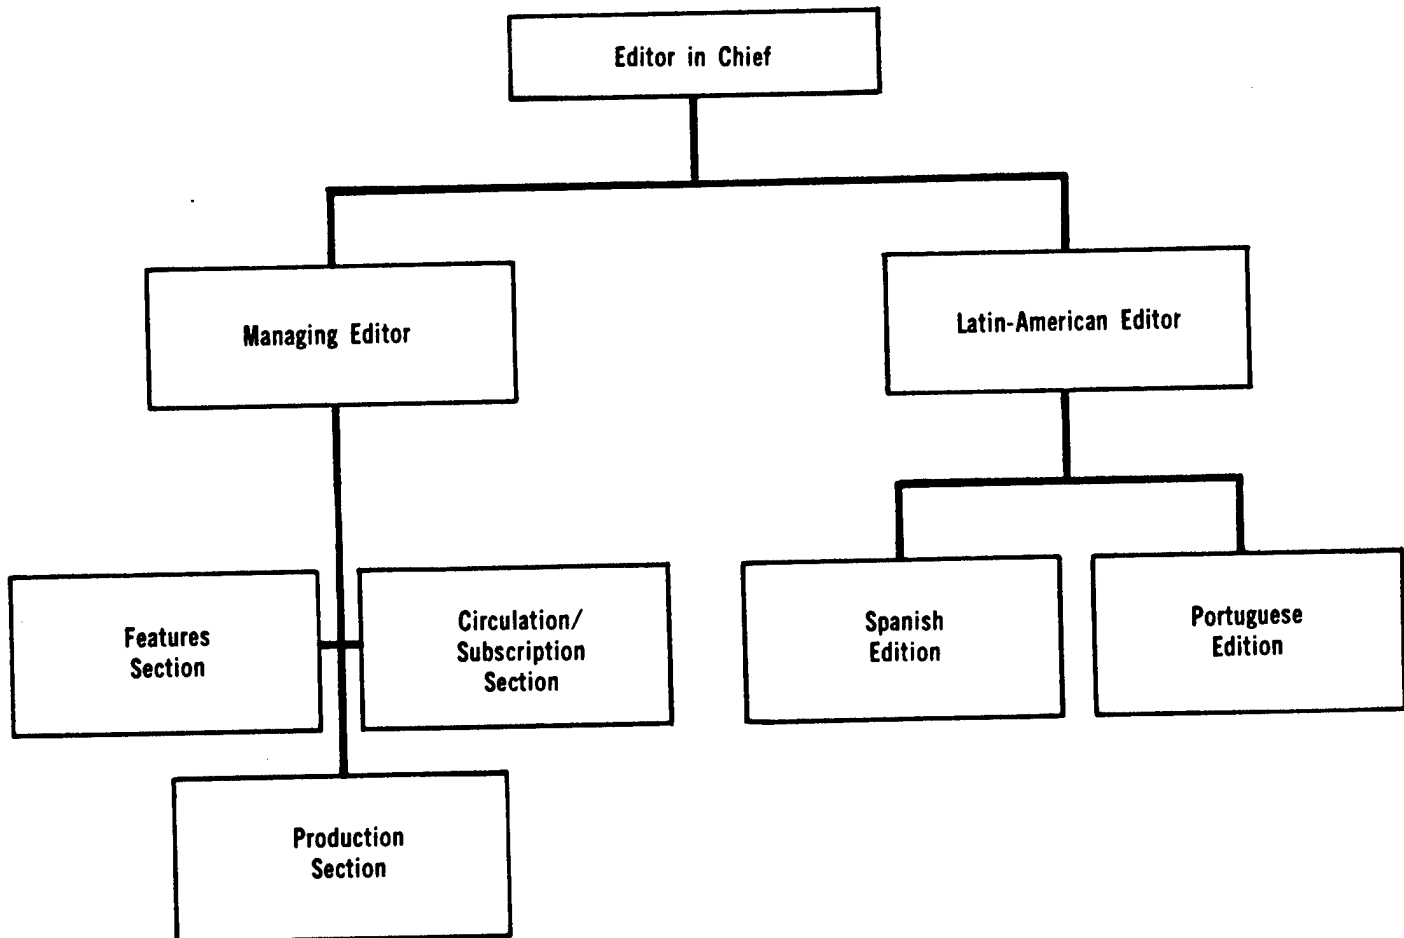 Editor in Chief
Managing Editor
Latin-American Editor
Features
Section
Circulation/
Subscription
Section
Spanish
Edition
Portuguese
Edition
Production
Section